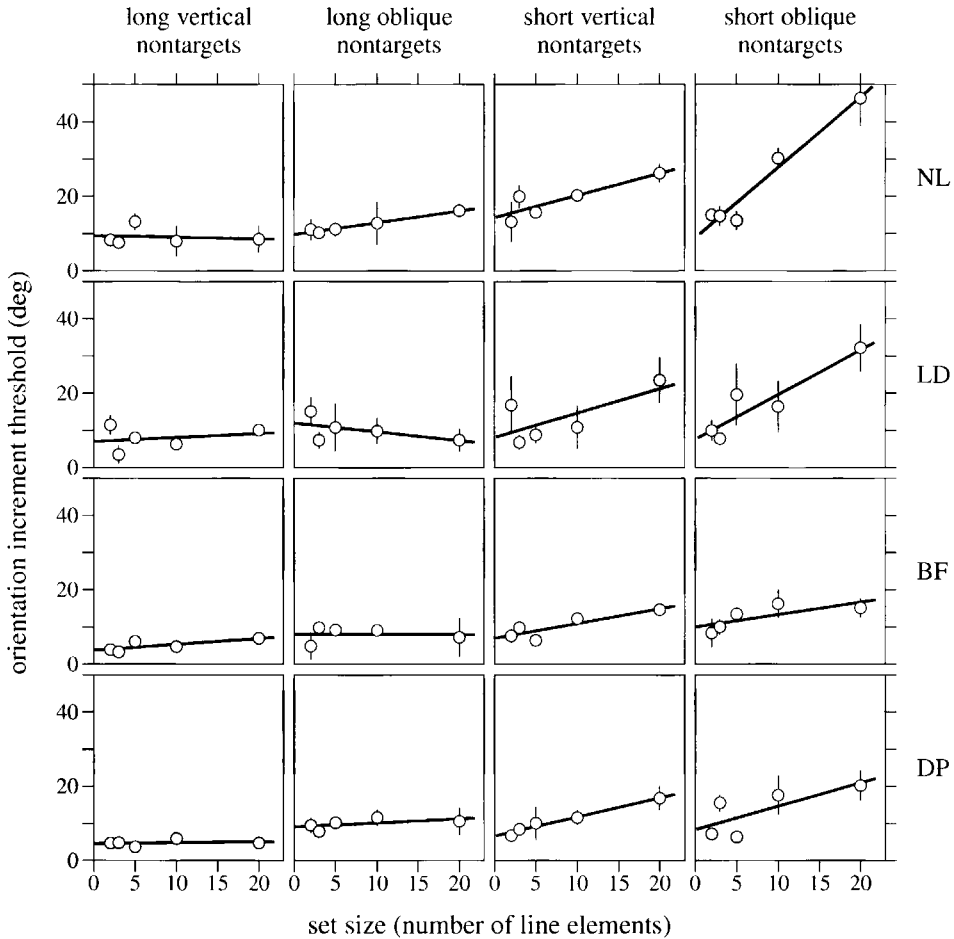 long vertical long oblique short vertical short oblique
nontargets nontargets nontargets nontargets
40
20
0
NL
40
20
0
LD
40
20
0
BF
40
20
0
DP
0 5 10 15 20 0 5 10 15 20 0 5 10 15 20 0 5 10 15 20
set size (number of line elements)
orientation increment threshold (deg)